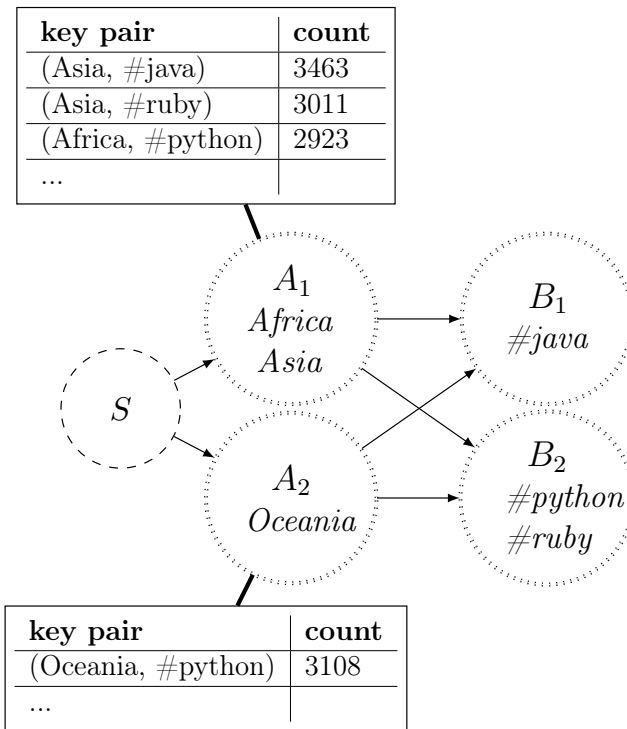 key pair count
(Asia, #java) 3463
(Asia, #ruby) 3011
(Africa, #python) 2923
...
A1
Africa
Asia
B1
#java
S
A2
Oceania
B2
#python
#ruby
key pair count
(Oceania, #python) 3108
...